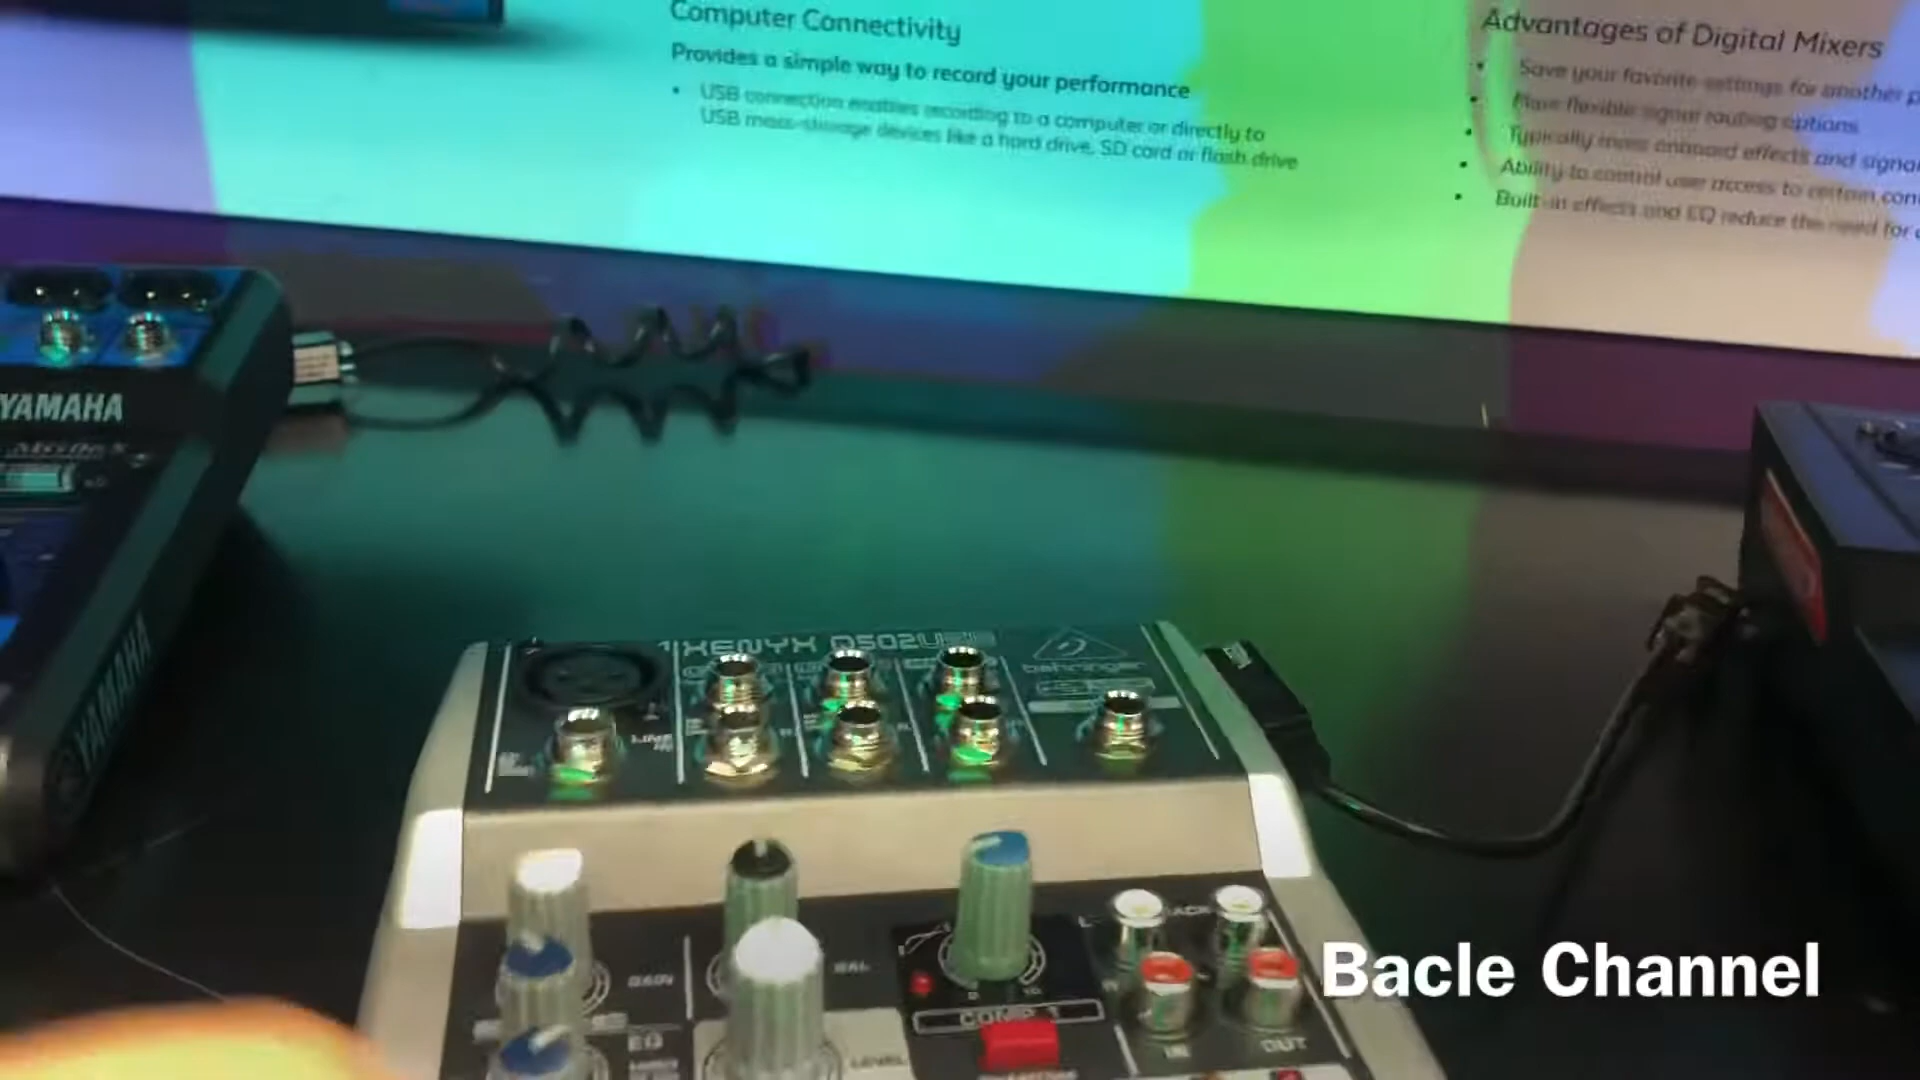 Computer Connectivity
Provides a simple way to record your performance
• USB connection enables recording to a computer or directly to
USB mass-storage devices like a hard drive, SD card or flash drive
Advantages of Digital Mixers
• Save your favorite settings for another
• More flexible signal routing options
• Typically more onboard effects and
• Ability to control user access to certain
• Built-in effects and EQ reduce the need for
YAMAHA
YAMAHA
XENYX Q502USB
behringer
LINE
BAL
COMP
EQ
LEVEL
IN
OUT
Bacle Channel